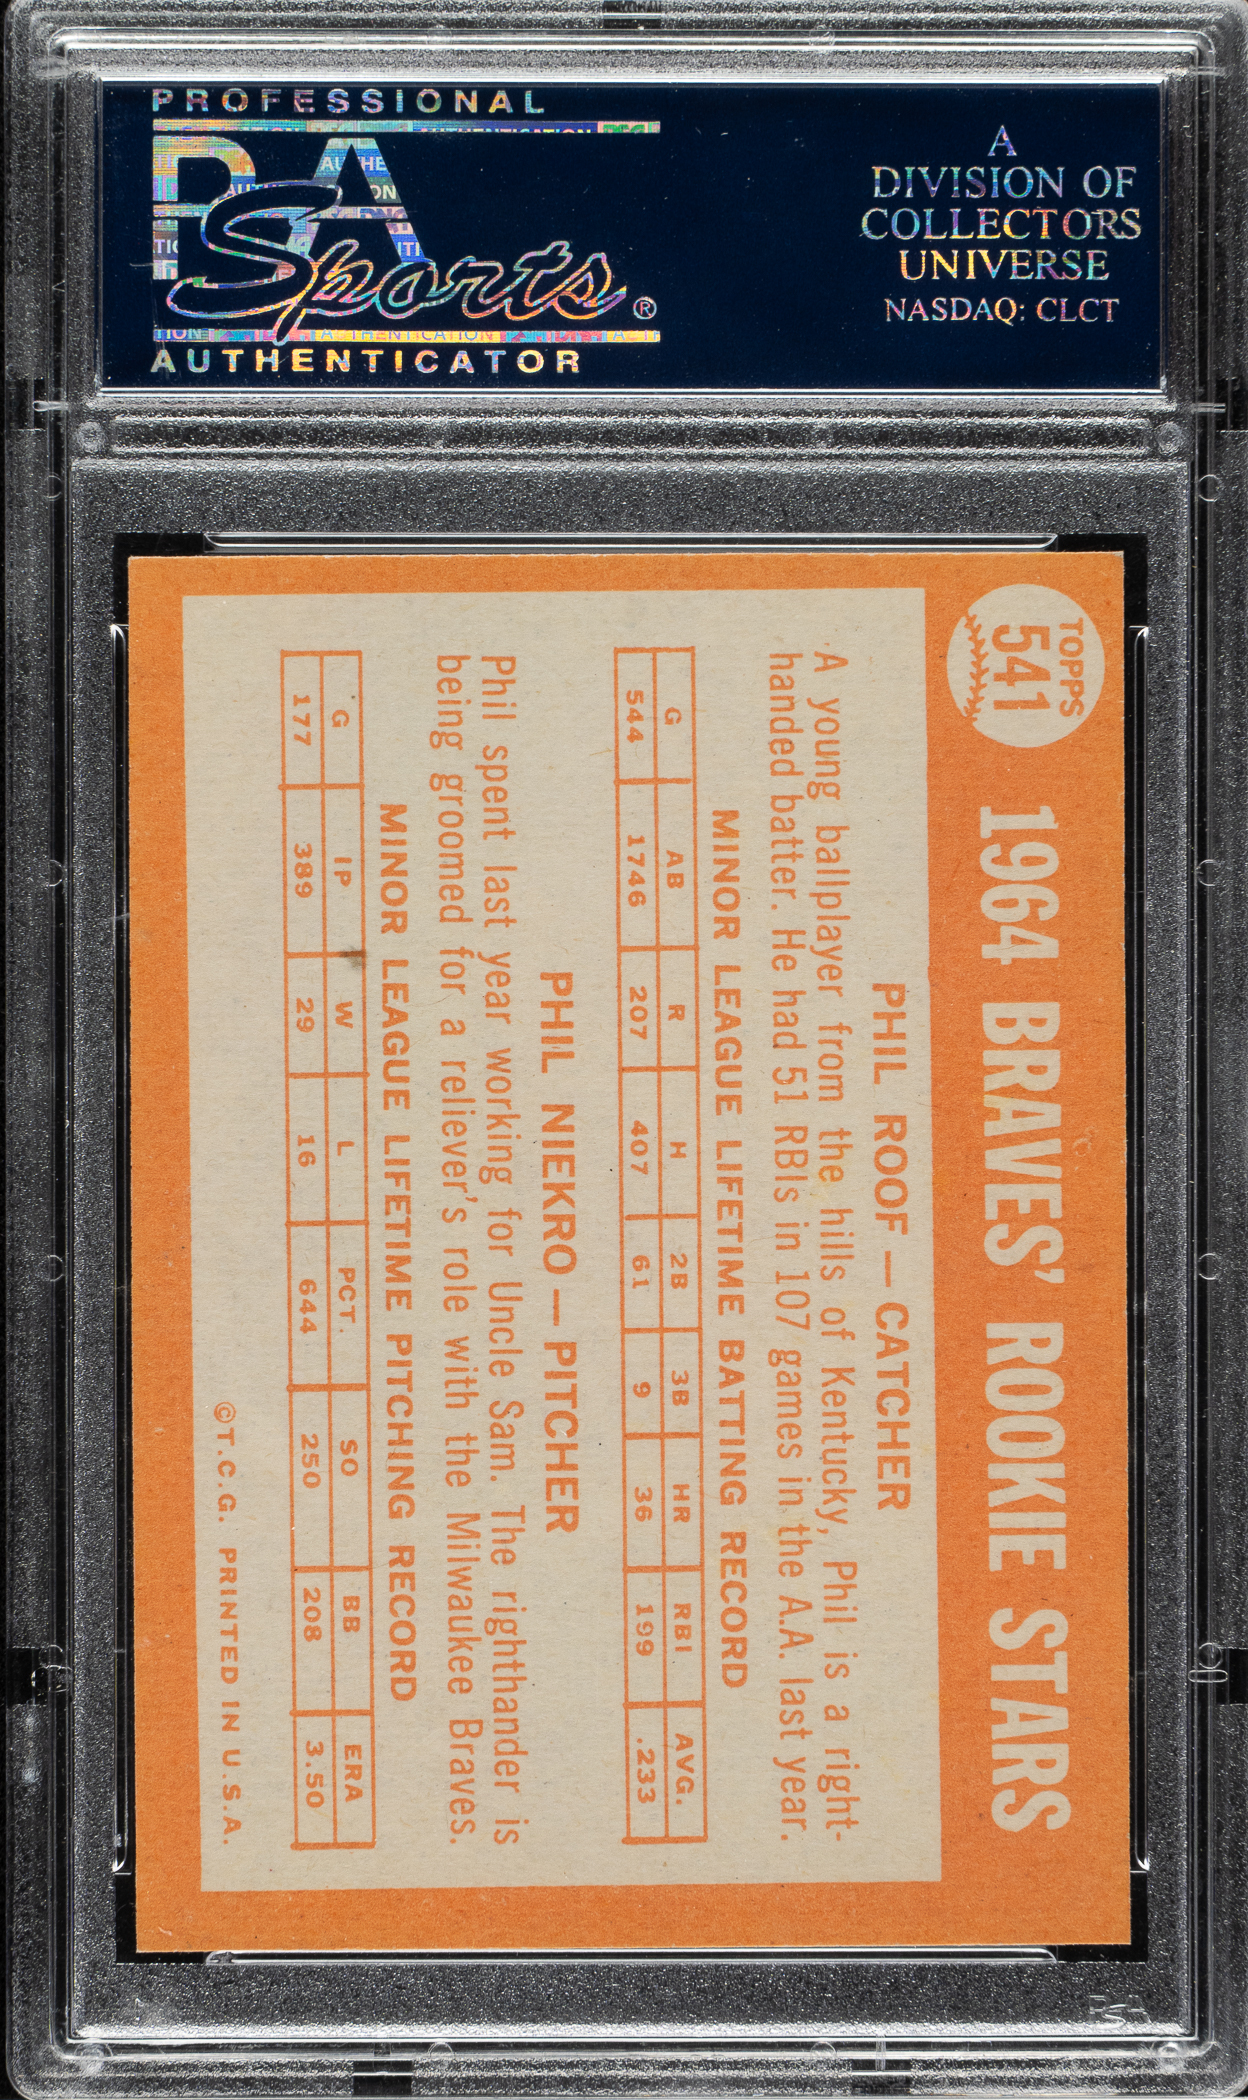 PROFESSIONAL
PSA
Sports®
AUTHENTICATOR
A
DIVISION OF
COLLECTORS
UNIVERSE
NASDAQ: CLCT
TOPPS
541
1964 BRAVES' ROOKIE STARS
PHIL ROOF — CATCHER
A young ballplayer from the hills of Kentucky, Phil is a right-
handed batter. He had 51 RBIs in 107 games in the A.A. last year.
MINOR LEAGUE LIFETIME BATTING RECORD
G AB R H 2B 3B HR RBI AVG.
544 1746 207 407 61 9 36 199 .233
PHIL NIEKRO — PITCHER
Phil spent last year working for Uncle Sam. The righthander is
being groomed for a reliever's role with the Milwaukee Braves.
MINOR LEAGUE LIFETIME PITCHING RECORD
G IP W L PCT. SO BB ERA
177 389 29 16 644 250 208 3.50
©T.C.G. PRINTED IN U.S.A.
PSA